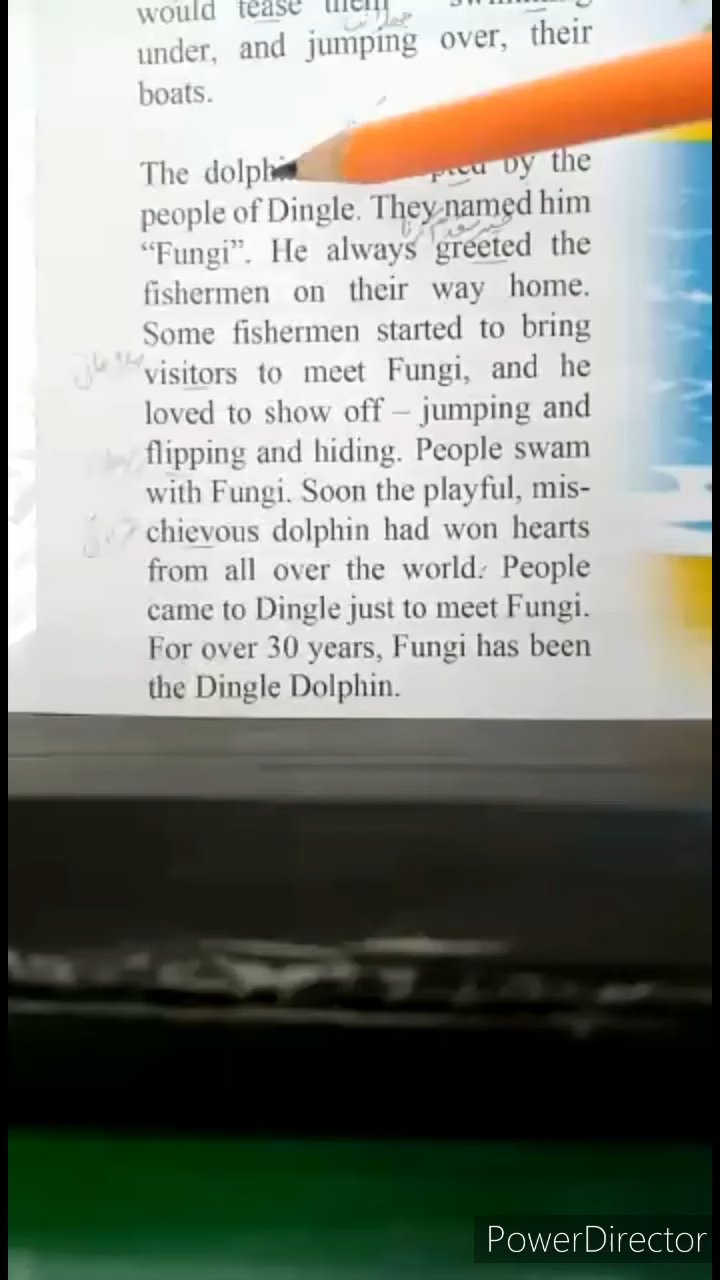 would tease them
under, and jumping over, their
boats.
The by the
people of Dingle. They named him
“Fungi”. He always greeted the
fishermen on their way home.
Some fishermen started to bring
visitors to meet Fungi, and he
loved to show off – jumping and
flipping and hiding. People swam
with Fungi. Soon the playful, mis-
chievous dolphin had won hearts
from all over the world. People
came to Dingle just to meet Fungi.
For over 30 years, Fungi has been
the Dingle Dolphin.
PowerDirector